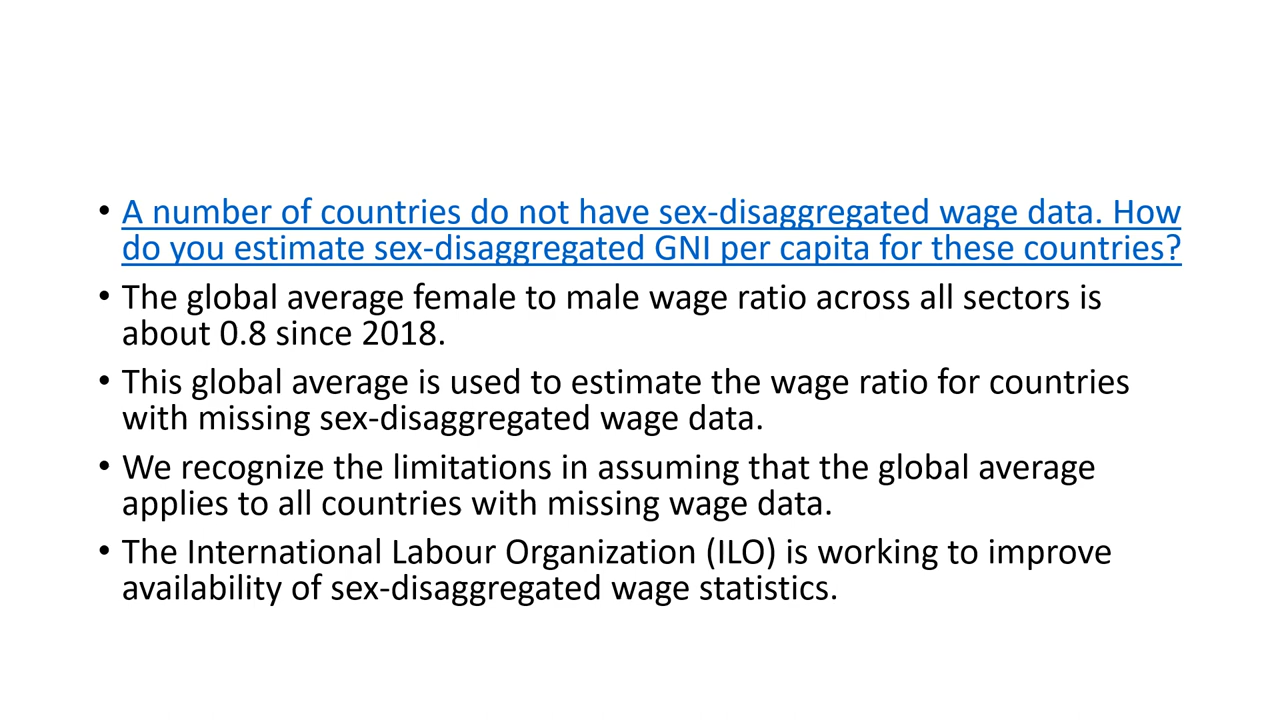 • A number of countries do not have sex-disaggregated wage data. How
do you estimate sex-disaggregated GNI per capita for these countries?
• The global average female to male wage ratio across all sectors is
about 0.8 since 2018.
• This global average is used to estimate the wage ratio for countries
with missing sex-disaggregated wage data.
• We recognize the limitations in assuming that the global average
applies to all countries with missing wage data.
• The International Labour Organization (ILO) is working to improve
availability of sex-disaggregated wage statistics.